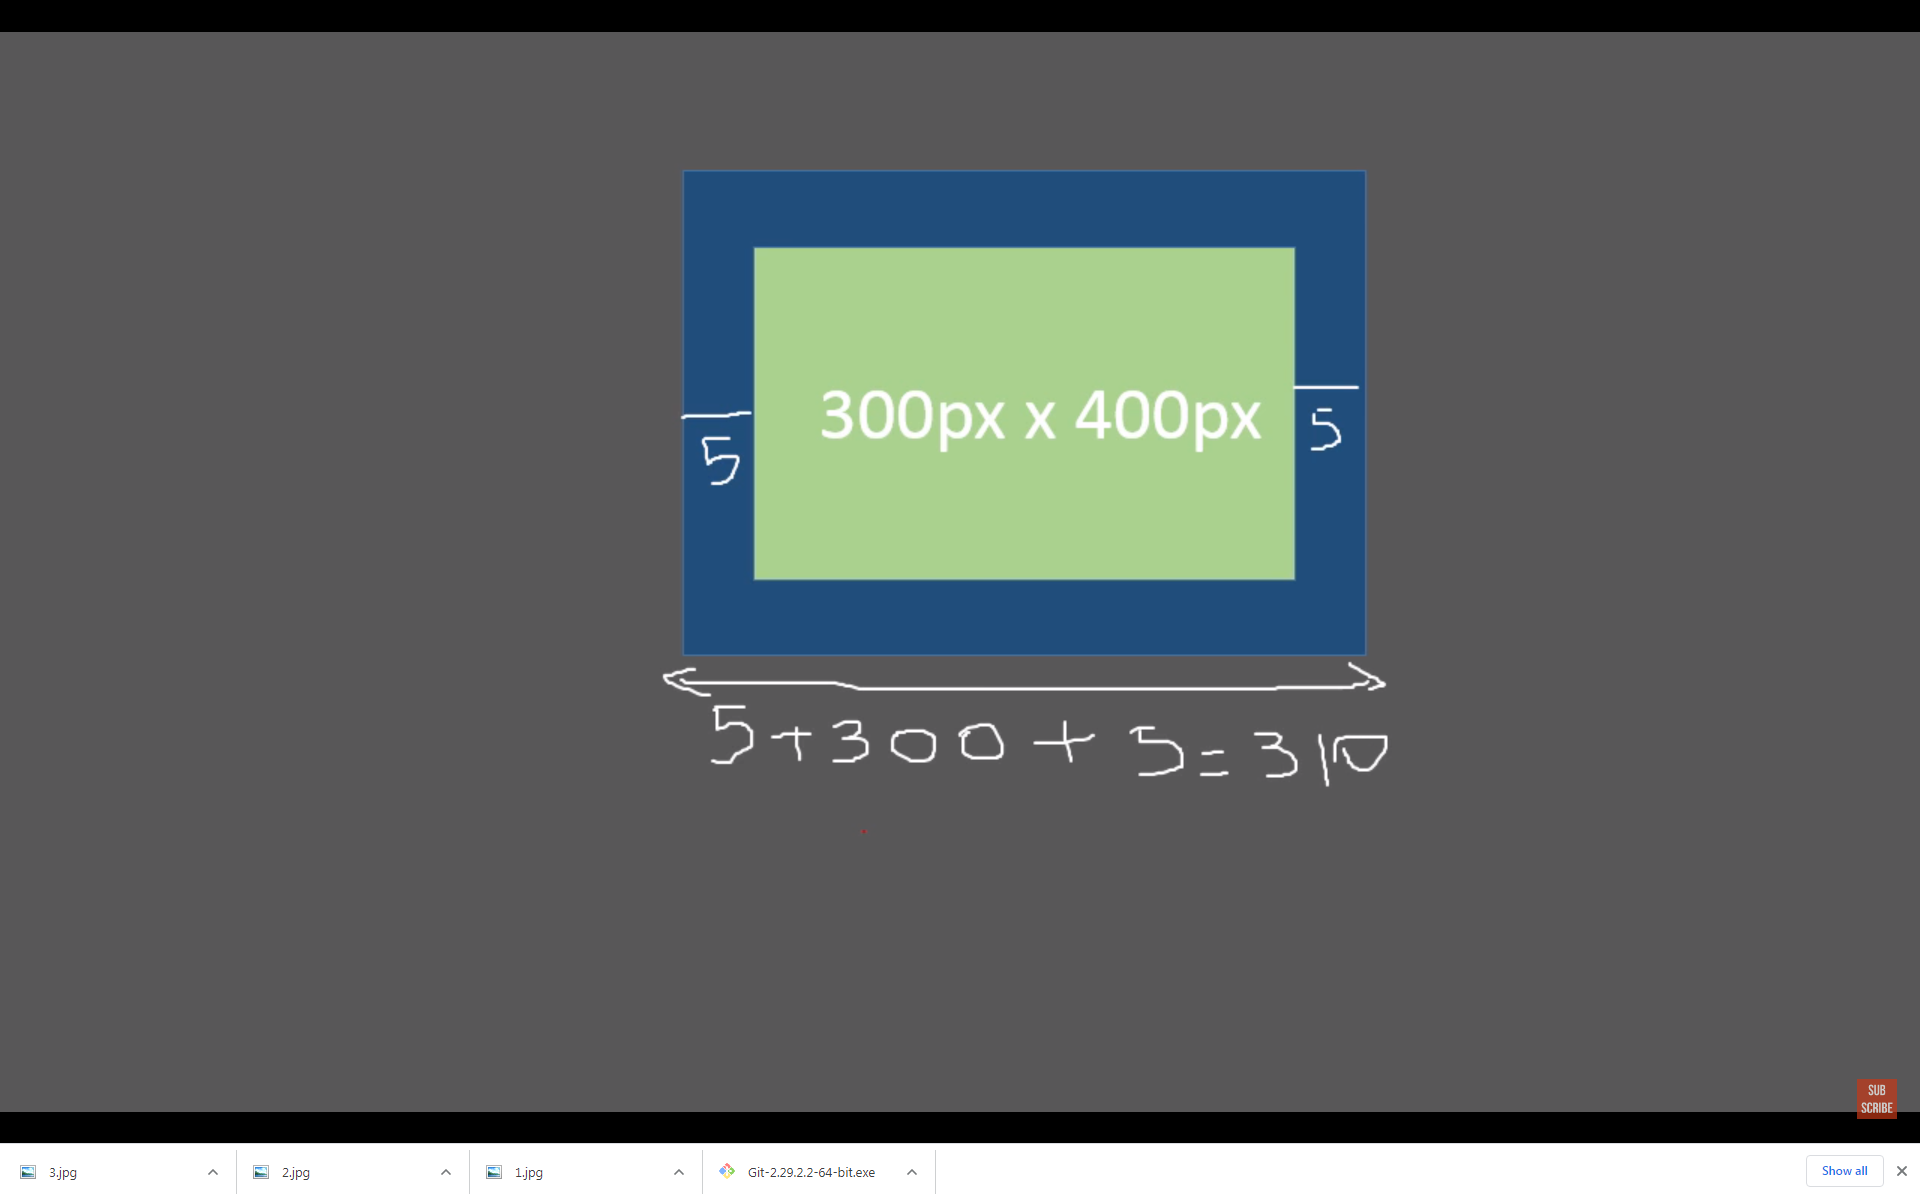 300px x 400px
5
5
5+300+5=310
SUB
SCRIBE
3.jpg
2.jpg
1.jpg
Git-2.29.2.2-64-bit.exe
Show all